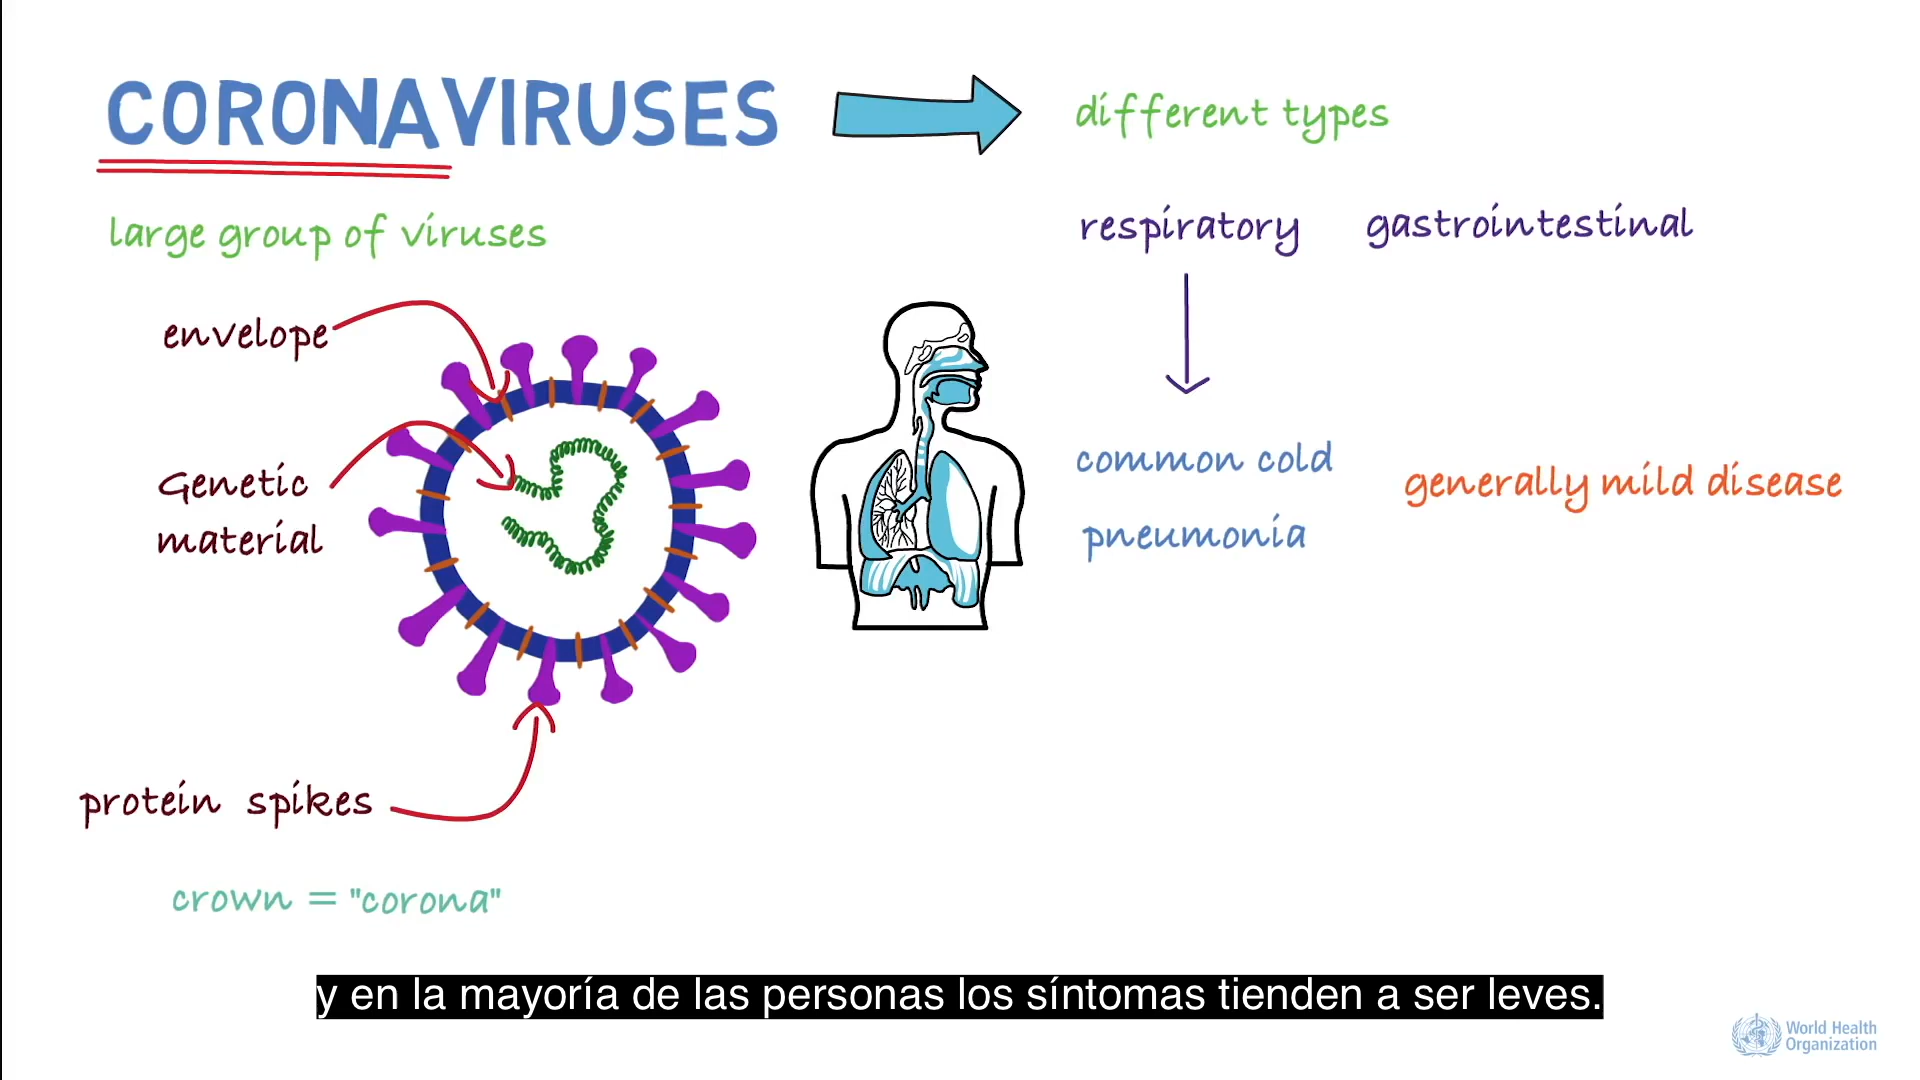 CORONAVIRUSES
large group of viruses
envelope
Genetic
material
protein spikes
crown = "corona"
different types
respiratory
gastrointestinal
common cold
pneumonia
generally mild disease
y en la mayoría de las personas los síntomas tienden a ser leves.
World Health
Organization